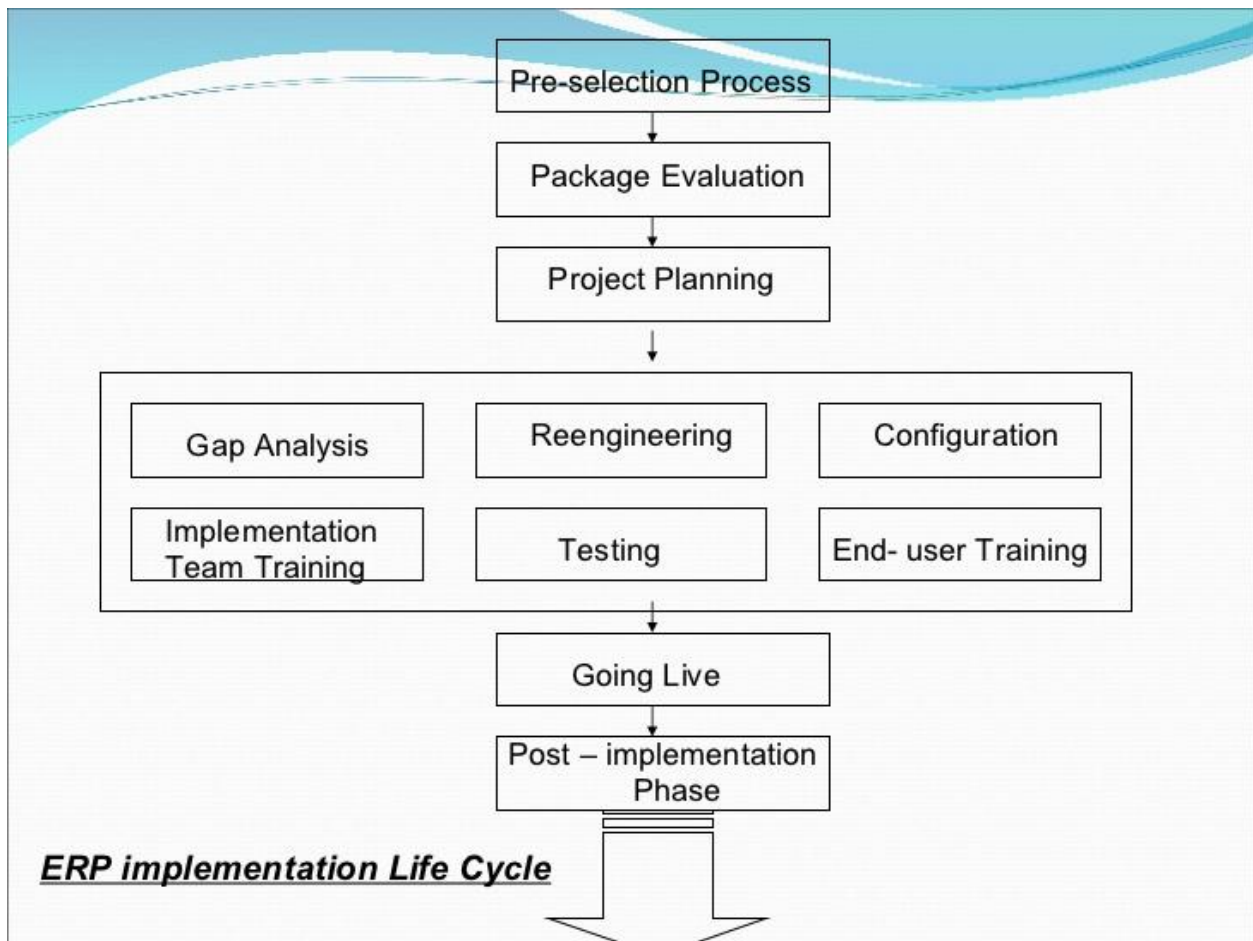 Pre-selection Process
Package Evaluation
Project Planning
Gap Analysis
Reengineering
Configuration
Implementation
Team Training
Testing
End- user Training
Going Live
Post – implementation
Phase
ERP implementation Life Cycle